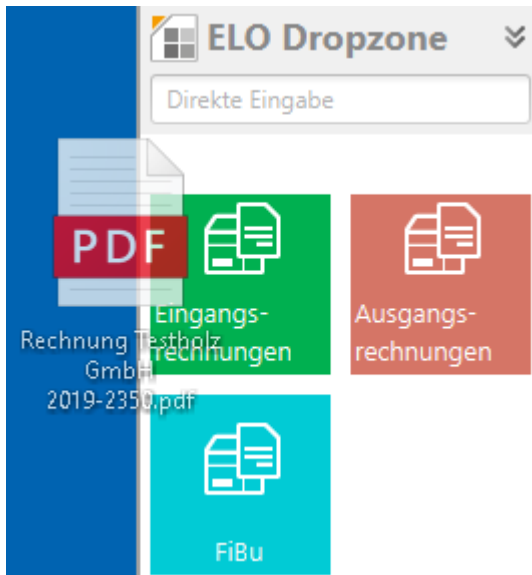 ELO Dropzone
Direkte Eingabe
PDF
Eingangs-
rechnungen
Ausgangs-
rechnungen
Rechnung Testholz
GmbH
2019-2350.pdf
FiBu